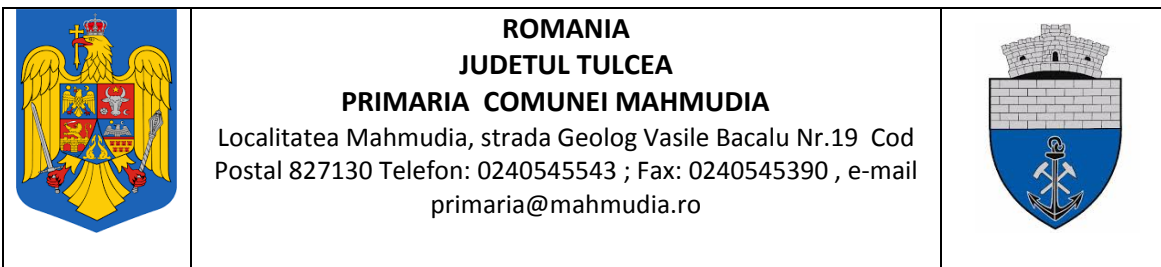 ROMANIA
JUDETUL TULCEA
PRIMARIA  COMUNEI MAHMUDIA
Localitatea Mahmudia, strada Geolog Vasile Bacalu Nr.19  Cod
Postal 827130 Telefon: 0240545543 ; Fax: 0240545390 , e-mail
primaria@mahmudia.ro